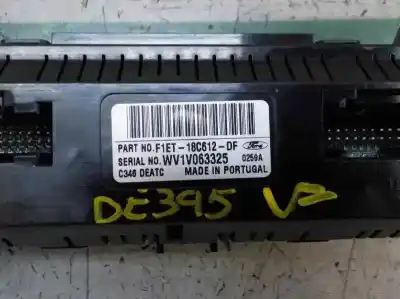 PART NO. F1ET-18C612-DF Ford
SERIAL NO. WV1V063325 0259A
C346 DEATC MADE IN PORTUGAL
DE395 V2